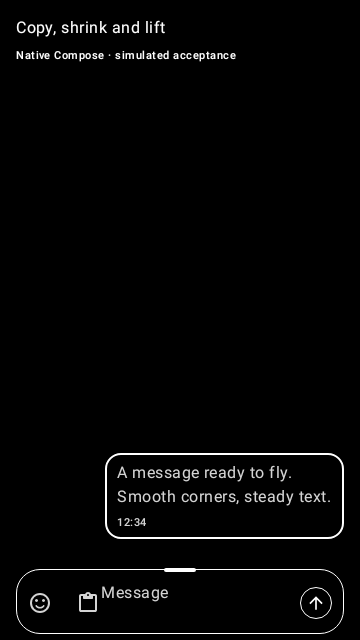 Copy, shrink and lift
Native Compose · simulated acceptance
A message ready to fly.
Smooth corners, steady text.
12:34
Message